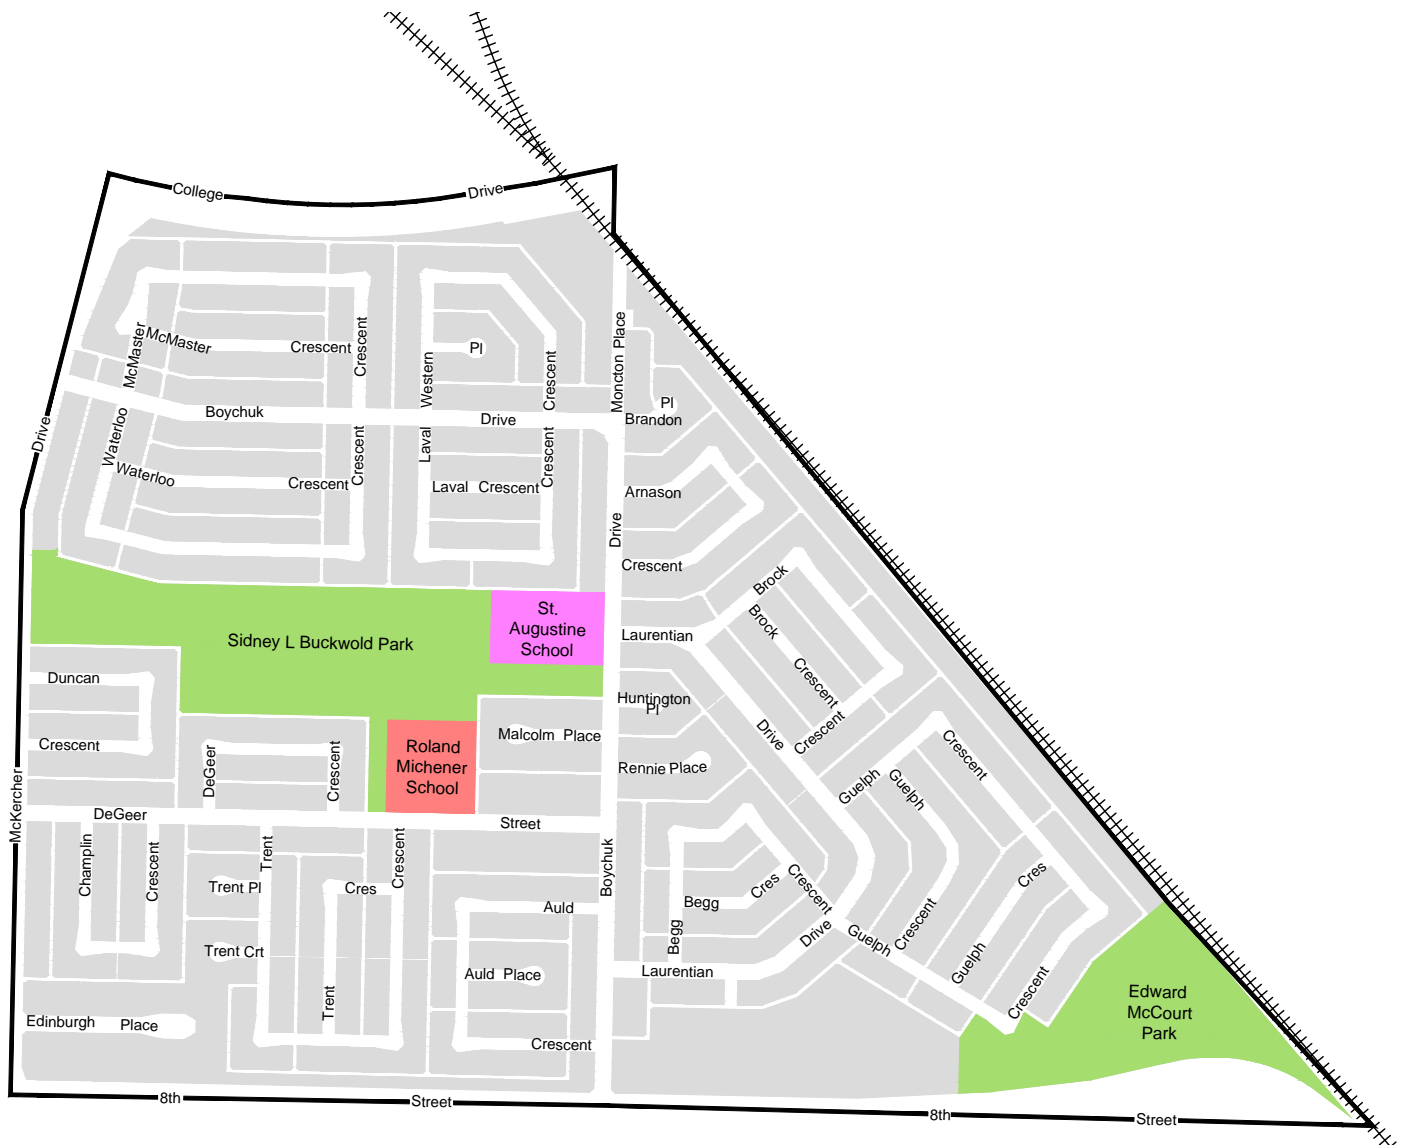 College
Drive
McMaster
McMaster
Crescent
Crescent
Pl
Western
Crescent
Moncton Place
Pl
Brandon
Boychuk
Drive
Drive
Waterloo
Waterloo
Crescent
Crescent
Laval
Laval Crescent
Crescent
Arnason
Drive
Crescent
Brock
Brock
Crescent
Crescent
St.
Augustine
School
Laurentian
Sidney L Buckwold Park
Duncan
Crescent
Huntington
Pl
Malcolm Place
Drive
Rennie Place
Roland
Michener
School
DeGeer
Crescent
Crescent
Guelph
Guelph
McKercher
DeGeer
Street
Champlin
Crescent
Trent
Crescent
Boychuk
Trent Pl
Cres
Auld
Begg
Cres
Crescent
Cres
Trent Crt
Auld Place
Begg
Drive
Guelph
Crescent
Guelph
Laurentian
Crescent
Edinburgh Place
Trent
Crescent
Edward
McCourt
Park
8th
Street
8th
Street